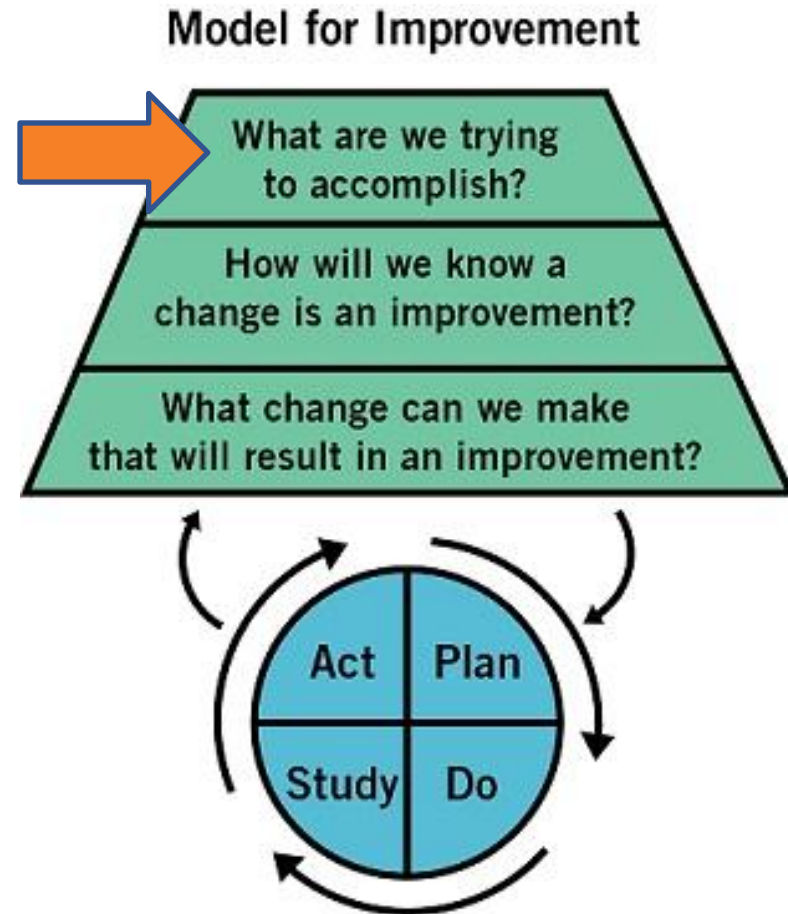 Model for Improvement
What are we trying
to accomplish?
How will we know a
change is an improvement?
What change can we make
that will result in an improvement?
Act
Plan
Study
Do